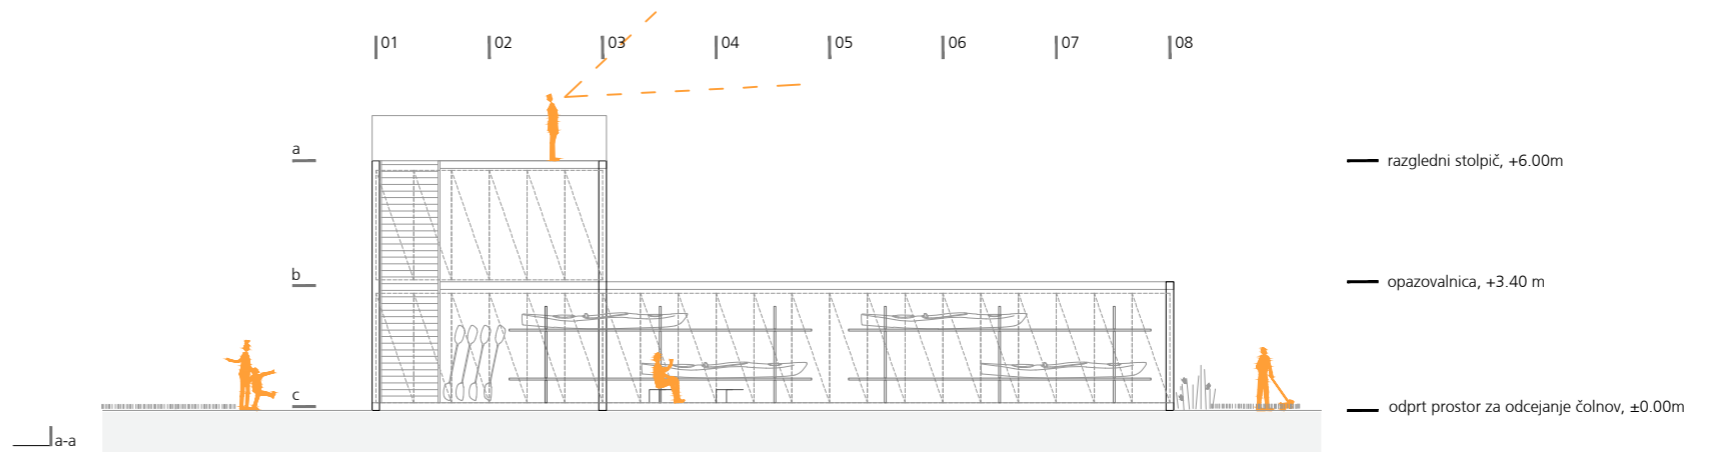 01 02 03 04 05 06 07 08
a
razgledni stolpič, +6.00m
b
opazovalnica, +3.40 m
c
odprt prostor za odcejanje čolnov, ±0.00m
a-a